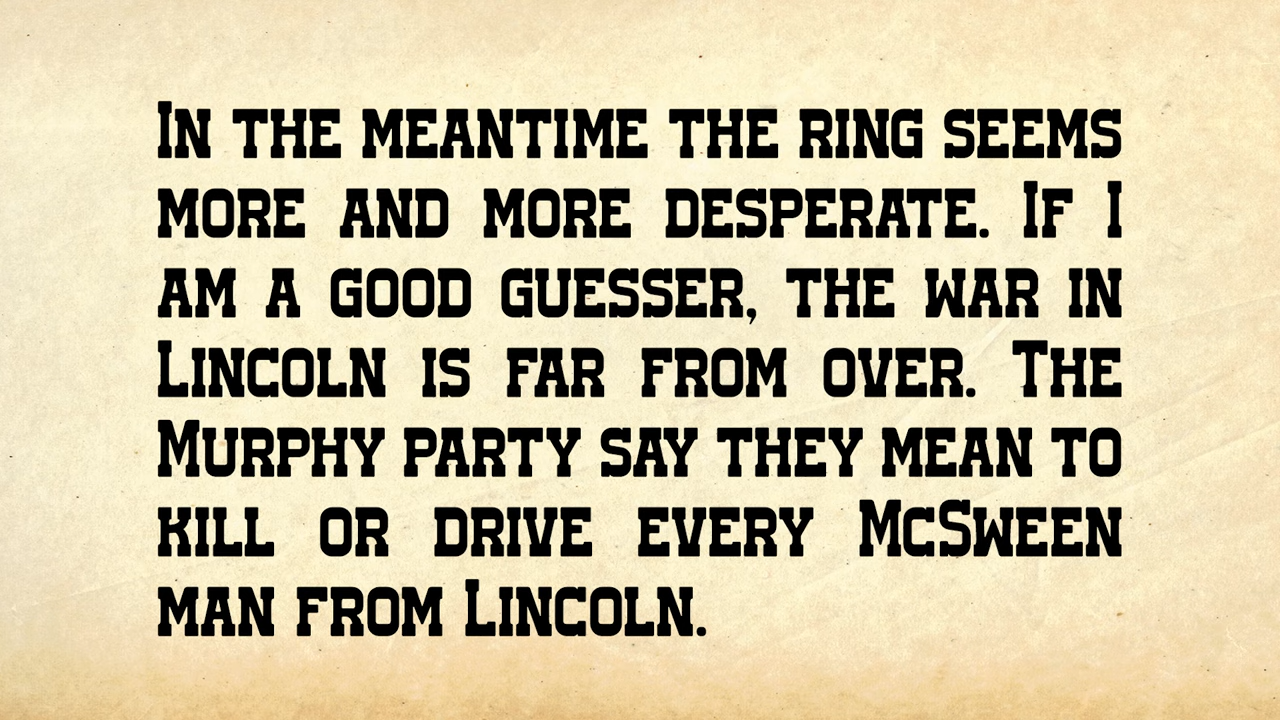 In the meantime the ring seems
more and more desperate. If I
am a good guesser, the war in
Lincoln is far from over. The
Murphy party say they mean to
kill or drive every McSween
man from Lincoln.